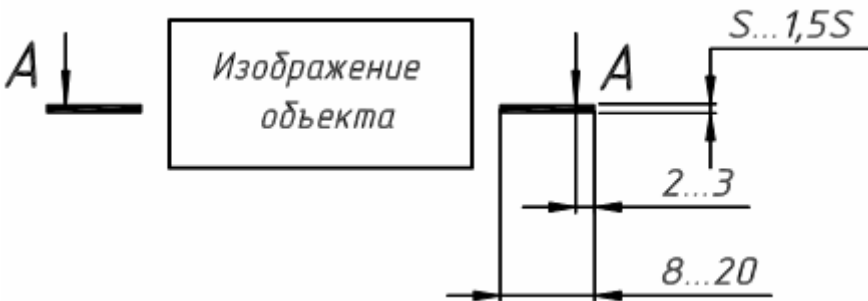 S...1,5S
A
Изображение
объекта
A
2...3
8...20